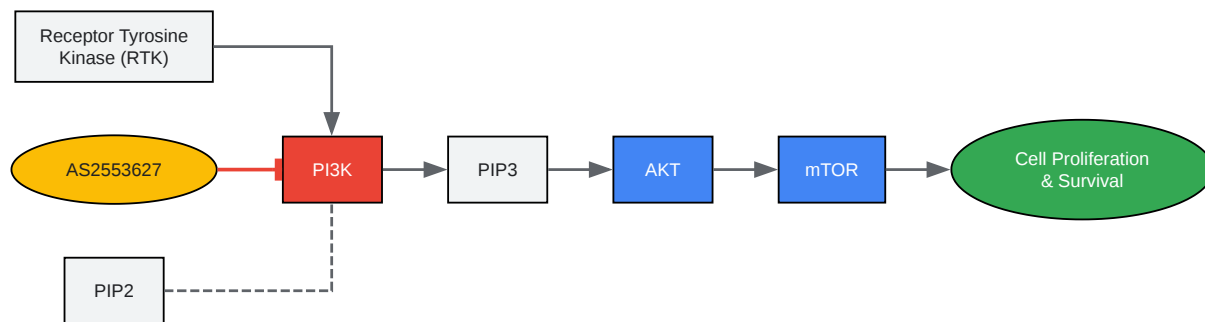 Receptor Tyrosine
Kinase (RTK)
AS2553627
PI3K
PIP3
AKT
mTOR
Cell Proliferation
& Survival
PIP2